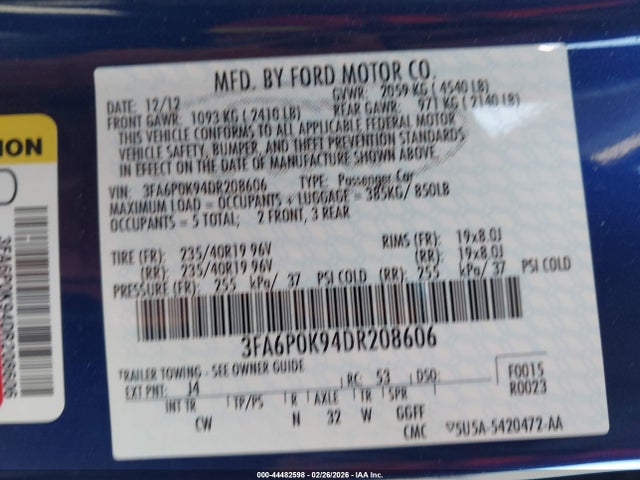 MFD. BY FORD MOTOR CO.
DATE: 12/12 GVWR: 2059 KG ( 4540 LB)
FRONT GAWR: 1093 KG ( 2410 LB) REAR GAWR: 971 KG ( 2140 LB)
THIS VEHICLE CONFORMS TO ALL APPLICABLE FEDERAL MOTOR
VEHICLE SAFETY, BUMPER, AND THEFT PREVENTION STANDARDS
IN EFFECT ON THE DATE OF MANUFACTURE SHOWN ABOVE.
VIN: 3FA6P0K94DR208606 TYPE: Passenger Car
MAXIMUM LOAD = OCCUPANTS + LUGGAGE = 385KG/ 850LB
OCCUPANTS = 5 TOTAL; 2 FRONT, 3 REAR
TIRE (FR): 235/40R19 96V RIMS (FR): 19x8.0J
(RR): 235/40R19 96V (RR): 19x8.0J
PRESSURE (FR): 255 kPa/ 37 PSI COLD (RR): 255 kPa/ 37 PSI COLD
3FA6P0K94DR208606
TRAILER TOWING - SEE OWNER GUIDE
EXT PNT: J4 RC: 53 DSO: F0015
R0023
INT TR TP/PS R AXLE TR SPR
CW N 32 W GGFF
CMC SU5A-5420472-AA
NION
3FA6P0K94DR208606
000-44482598 - 02/26/2026 - IAA Inc.